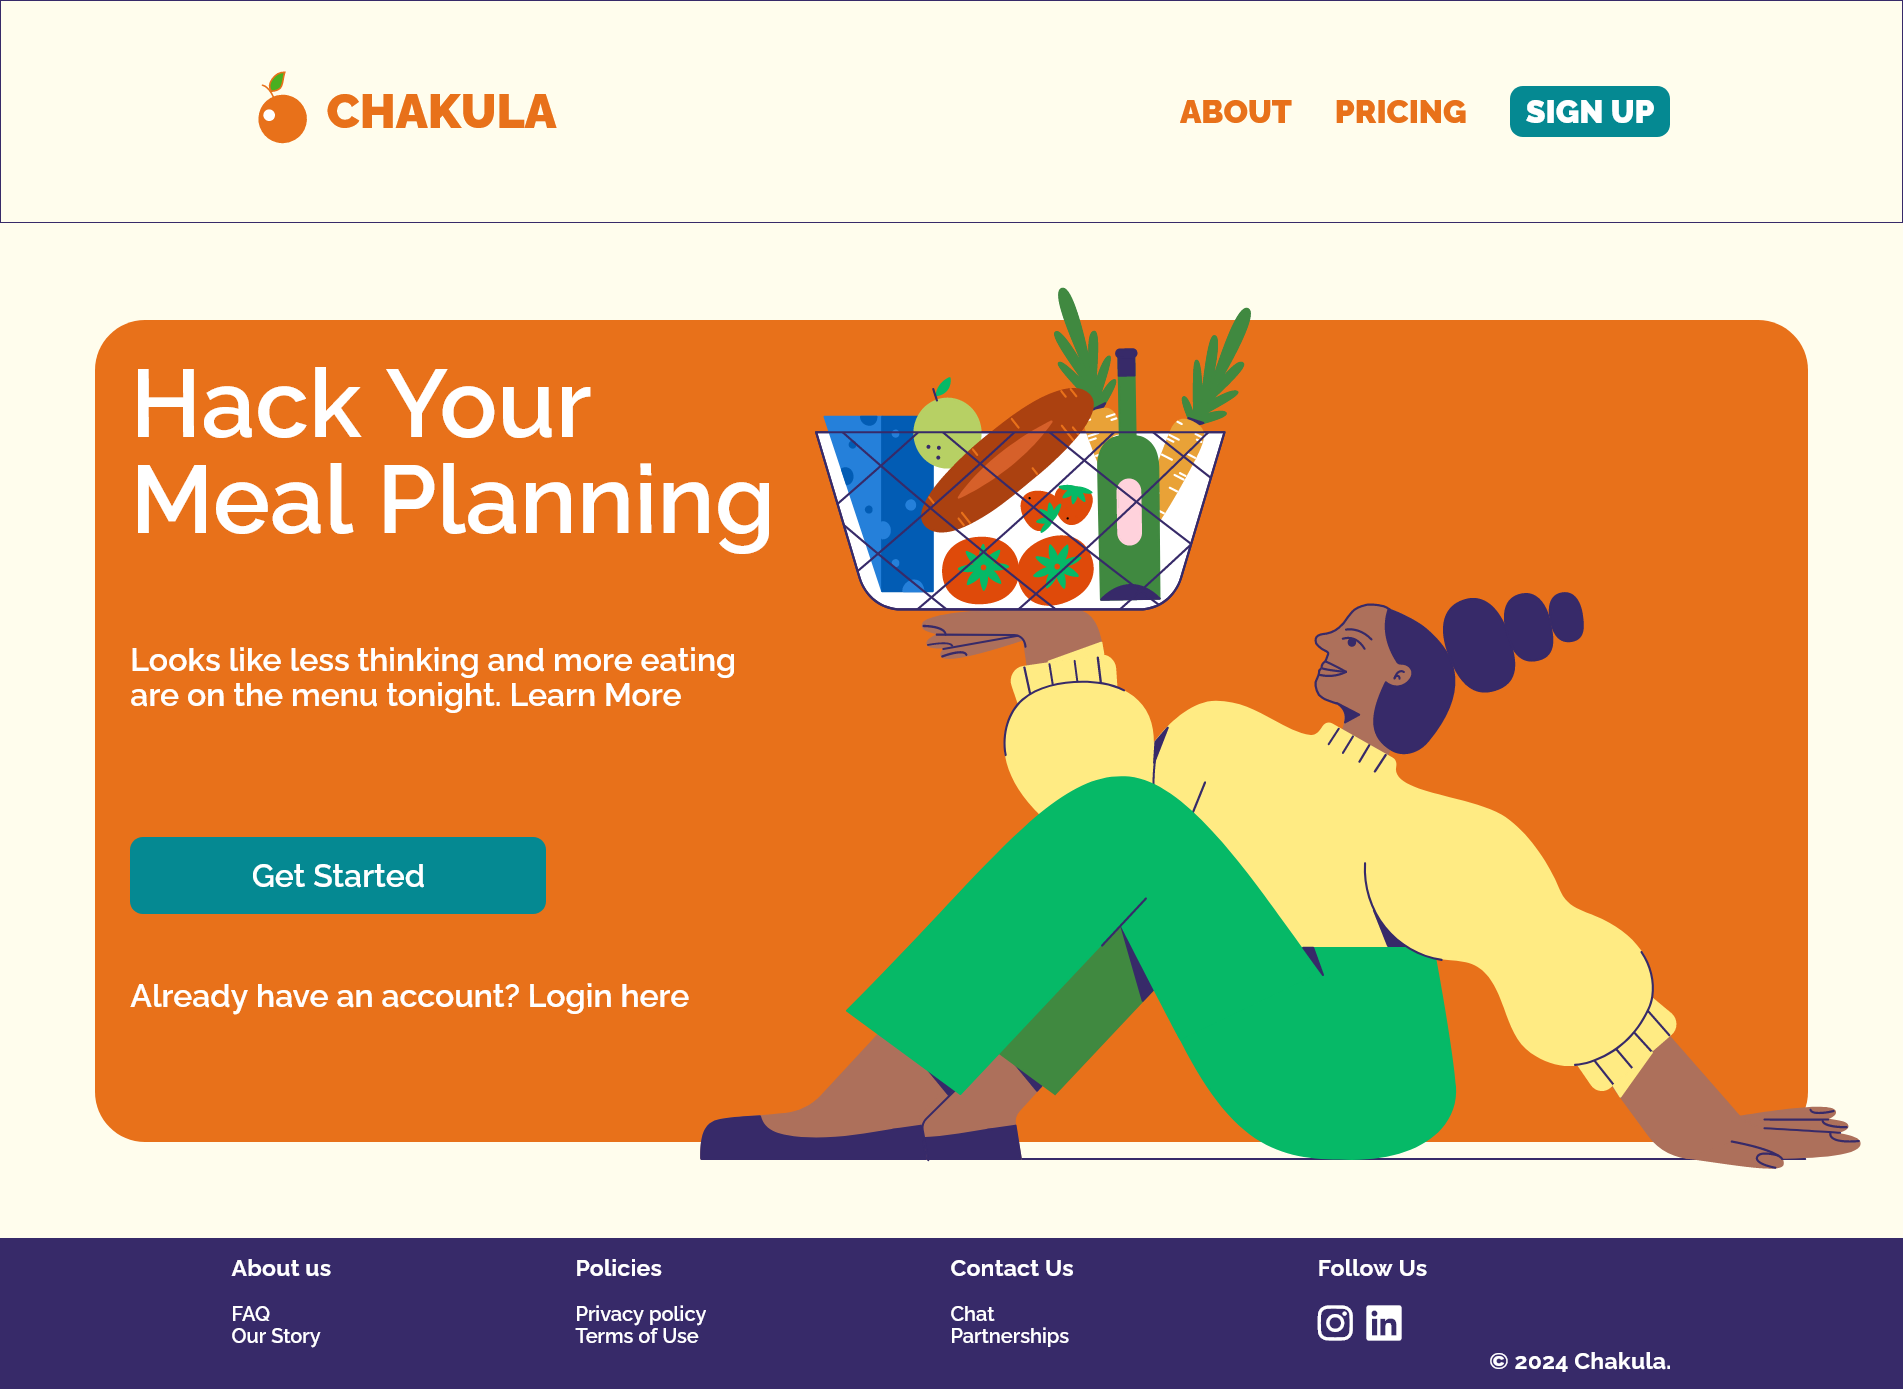 CHAKULA
ABOUT PRICING SIGN UP
Hack Your
Meal Planning
Looks like less thinking and more eating
are on the menu tonight. Learn More
Get Started
Already have an account? Login here
About us
FAQ
Our Story
Policies
Privacy policy
Terms of Use
Contact Us
Chat
Partnerships
Follow Us
in
© 2024 Chakula.